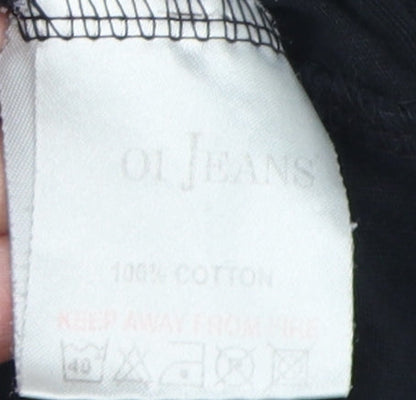 OI JEANS
100% COTTON
KEEP AWAY FROM FIRE
40